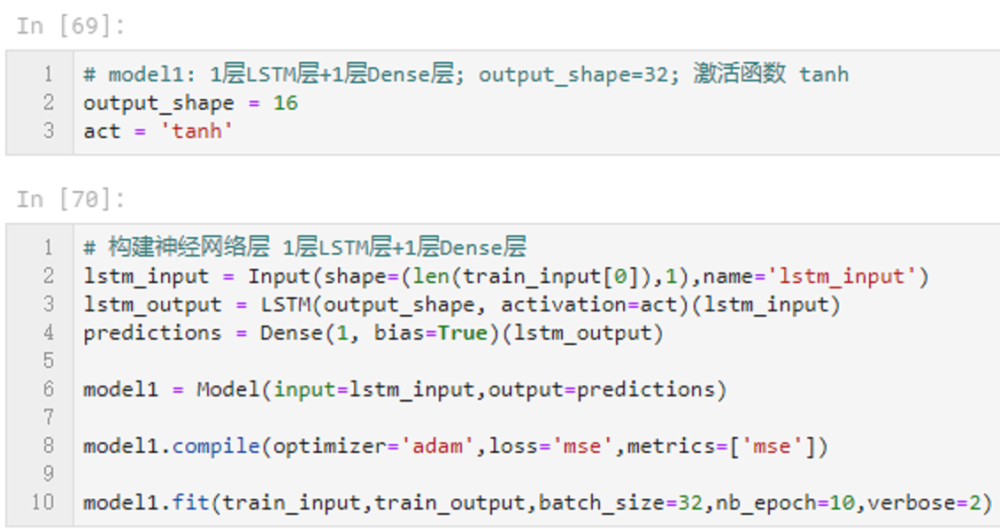 In [69]:
1 # model1: 1层LSTM层+1层Dense层; output_shape=32; 激活函数 tanh
2 output_shape = 16
3 act = 'tanh'
In [70]:
1 # 构建神经网络层 1层LSTM层+1层Dense层
2 lstm_input = Input(shape=(len(train_input[0]),1),name='lstm_input')
3 lstm_output = LSTM(output_shape, activation=act)(lstm_input)
4 predictions = Dense(1, bias=True)(lstm_output)
5
6 model1 = Model(input=lstm_input,output=predictions)
7
8 model1.compile(optimizer='adam',loss='mse',metrics=['mse'])
9
10 model1.fit(train_input,train_output,batch_size=32,nb_epoch=10,verbose=2)